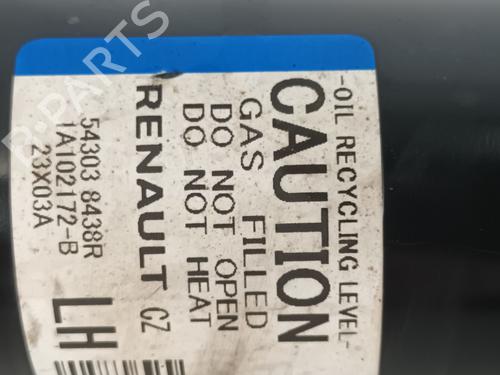 -OIL RECYCLING LEVEL-
CAUTION
GAS FILLED
DO NOT OPEN
DO NOT HEAT
RENAULT CZ
54303 8438R
1A102172-B
23X03A
LH
B-PARTS